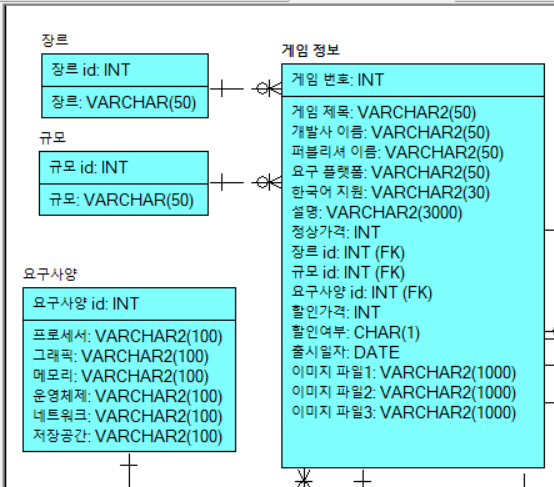 장르
장르 id: INT
장르: VARCHAR(50)
규모
규모 id: INT
규모: VARCHAR(50)
요구사양
요구사양 id: INT
프로세서: VARCHAR2(100)
그래픽: VARCHAR2(100)
메모리: VARCHAR2(100)
운영체제: VARCHAR2(100)
네트워크: VARCHAR2(100)
저장공간: VARCHAR2(100)
게임 정보
게임 번호: INT
게임 제목: VARCHAR2(50)
개발사 이름: VARCHAR2(50)
퍼블리셔 이름: VARCHAR2(50)
요구 플랫폼: VARCHAR2(50)
한국어 지원: VARCHAR2(30)
설명: VARCHAR2(3000)
정상가격: INT
장르 id: INT (FK)
규모 id: INT (FK)
요구사양 id: INT (FK)
할인가격: INT
할인여부: CHAR(1)
출시일자: DATE
이미지 파일1: VARCHAR2(1000)
이미지 파일2: VARCHAR2(1000)
이미지 파일3: VARCHAR2(1000)